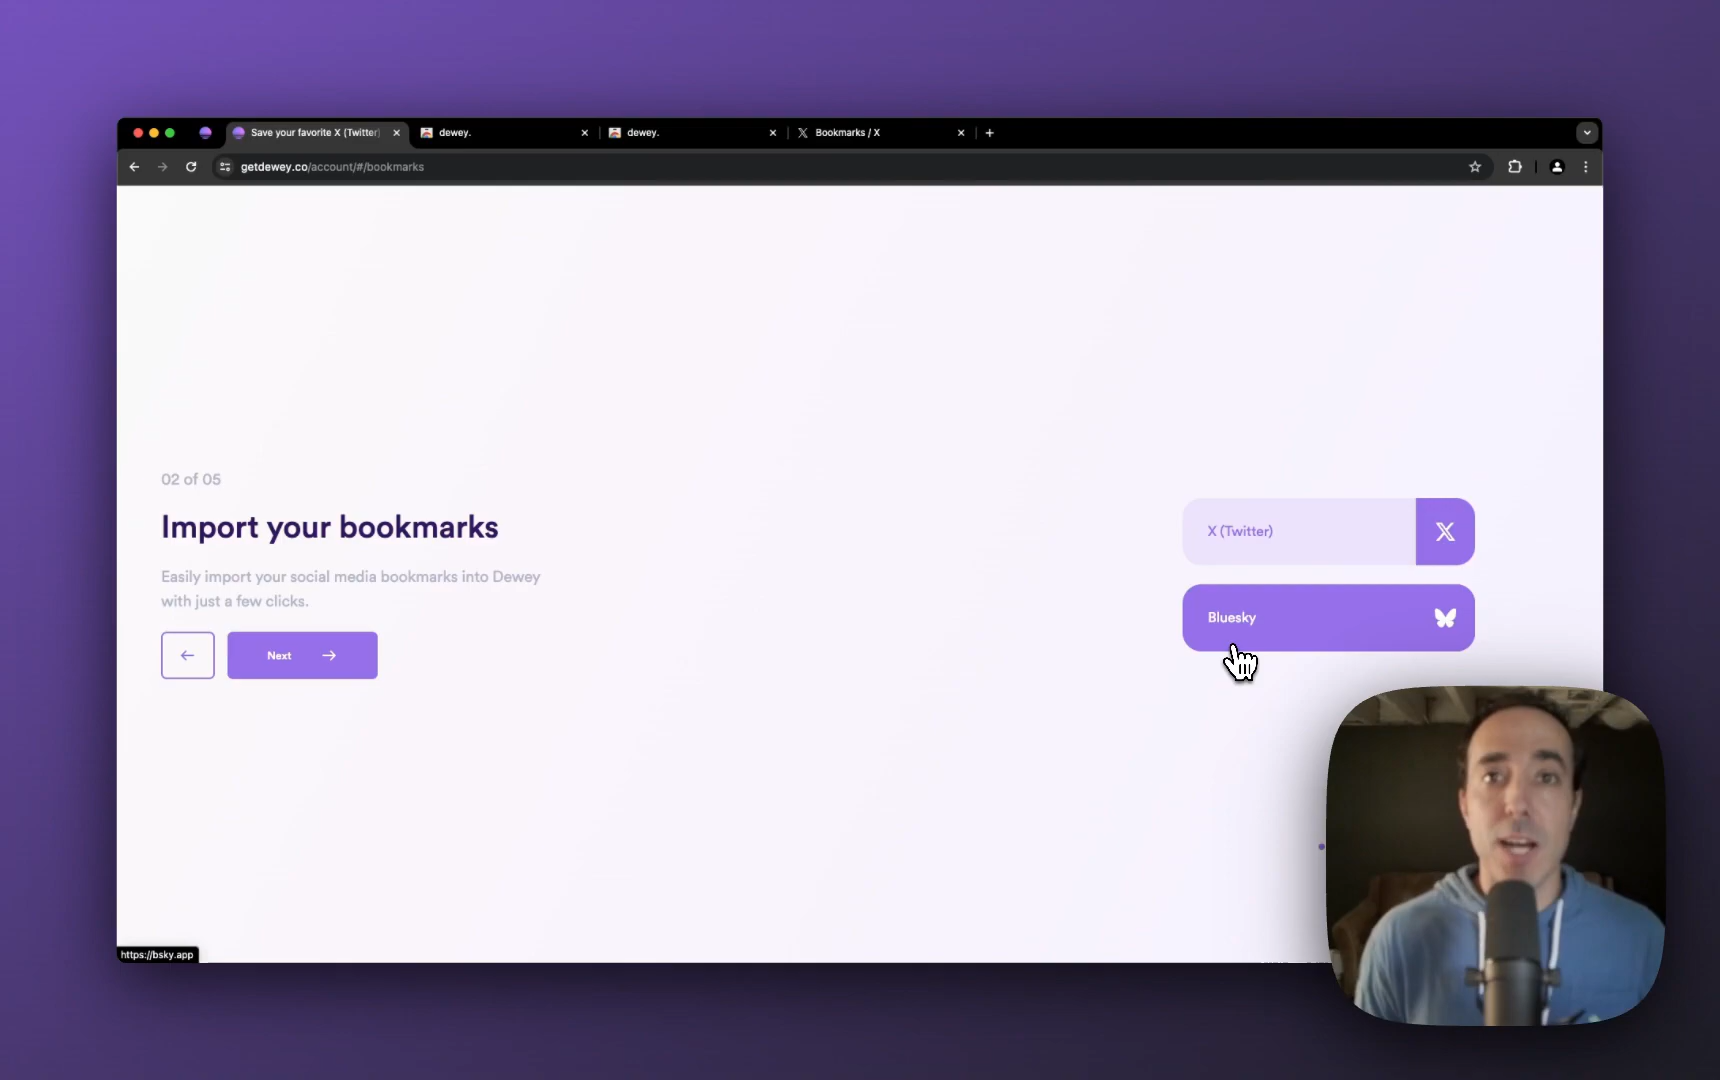 Save your favorite X (Twitter)
dewey.
dewey.
Bookmarks / X
getdewey.co/account/#/bookmarks
02 of 05
Import your bookmarks
Easily import your social media bookmarks into Dewey
with just a few clicks.
Next
X (Twitter)
Bluesky
https://bsky.app